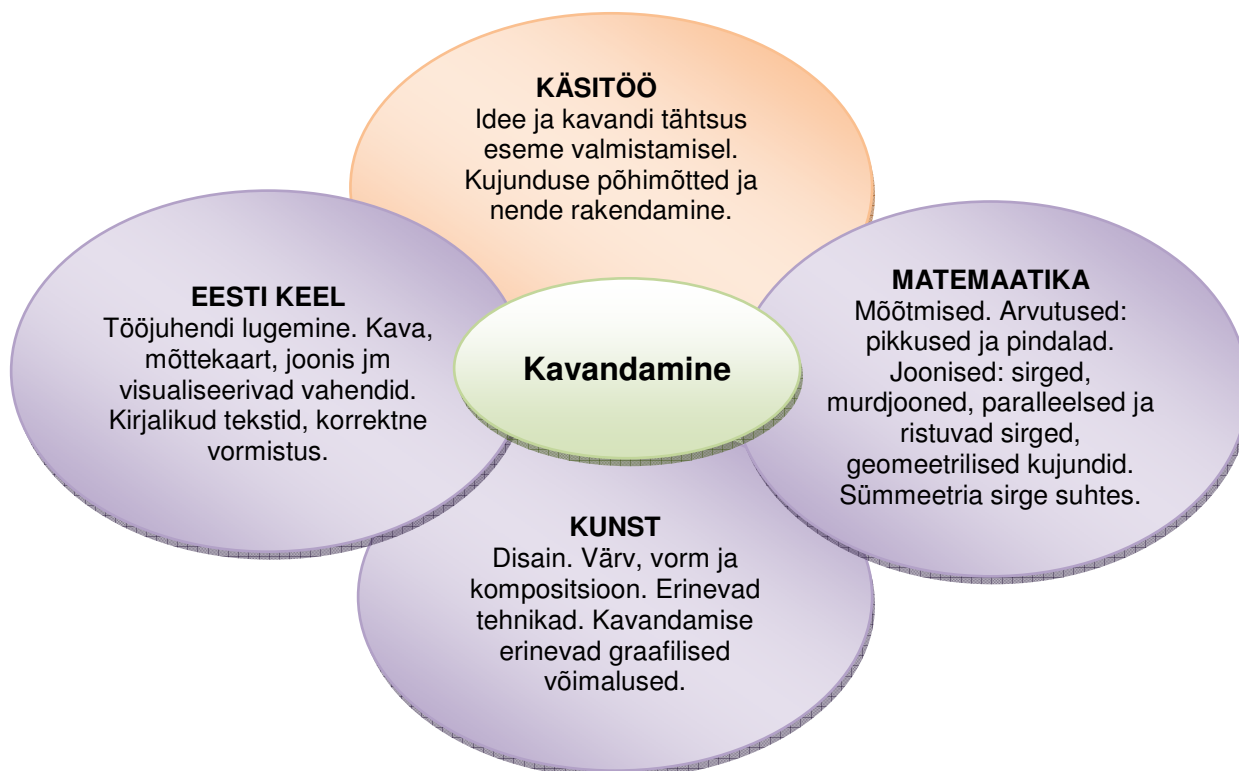 KÄSITÖÖ
Idee ja kavandi tähtsus
eseme valmistamisel.
Kujunduse põhimõtted ja
nende rakendamine.
EESTI KEEL
Tööjuhendi lugemine. Kava,
mõttekaart, joonis jm
visualiseerivad vahendid.
Kirjalikud tekstid, korrektne
vormistus.
Kavandamine
MATEMAATIKA
Mõõtmised. Arvutused:
pikkused ja pindalad.
Joonised: sirged,
murdjooned, paralleelsed ja
ristuvad sirged,
geomeetrilised kujundid.
Sümmeetria sirge suhtes.
KUNST
Disain. Värv, vorm ja
kompositsioon. Erinevad
tehnikad. Kavandamise
erinevad graafilised
võimalused.